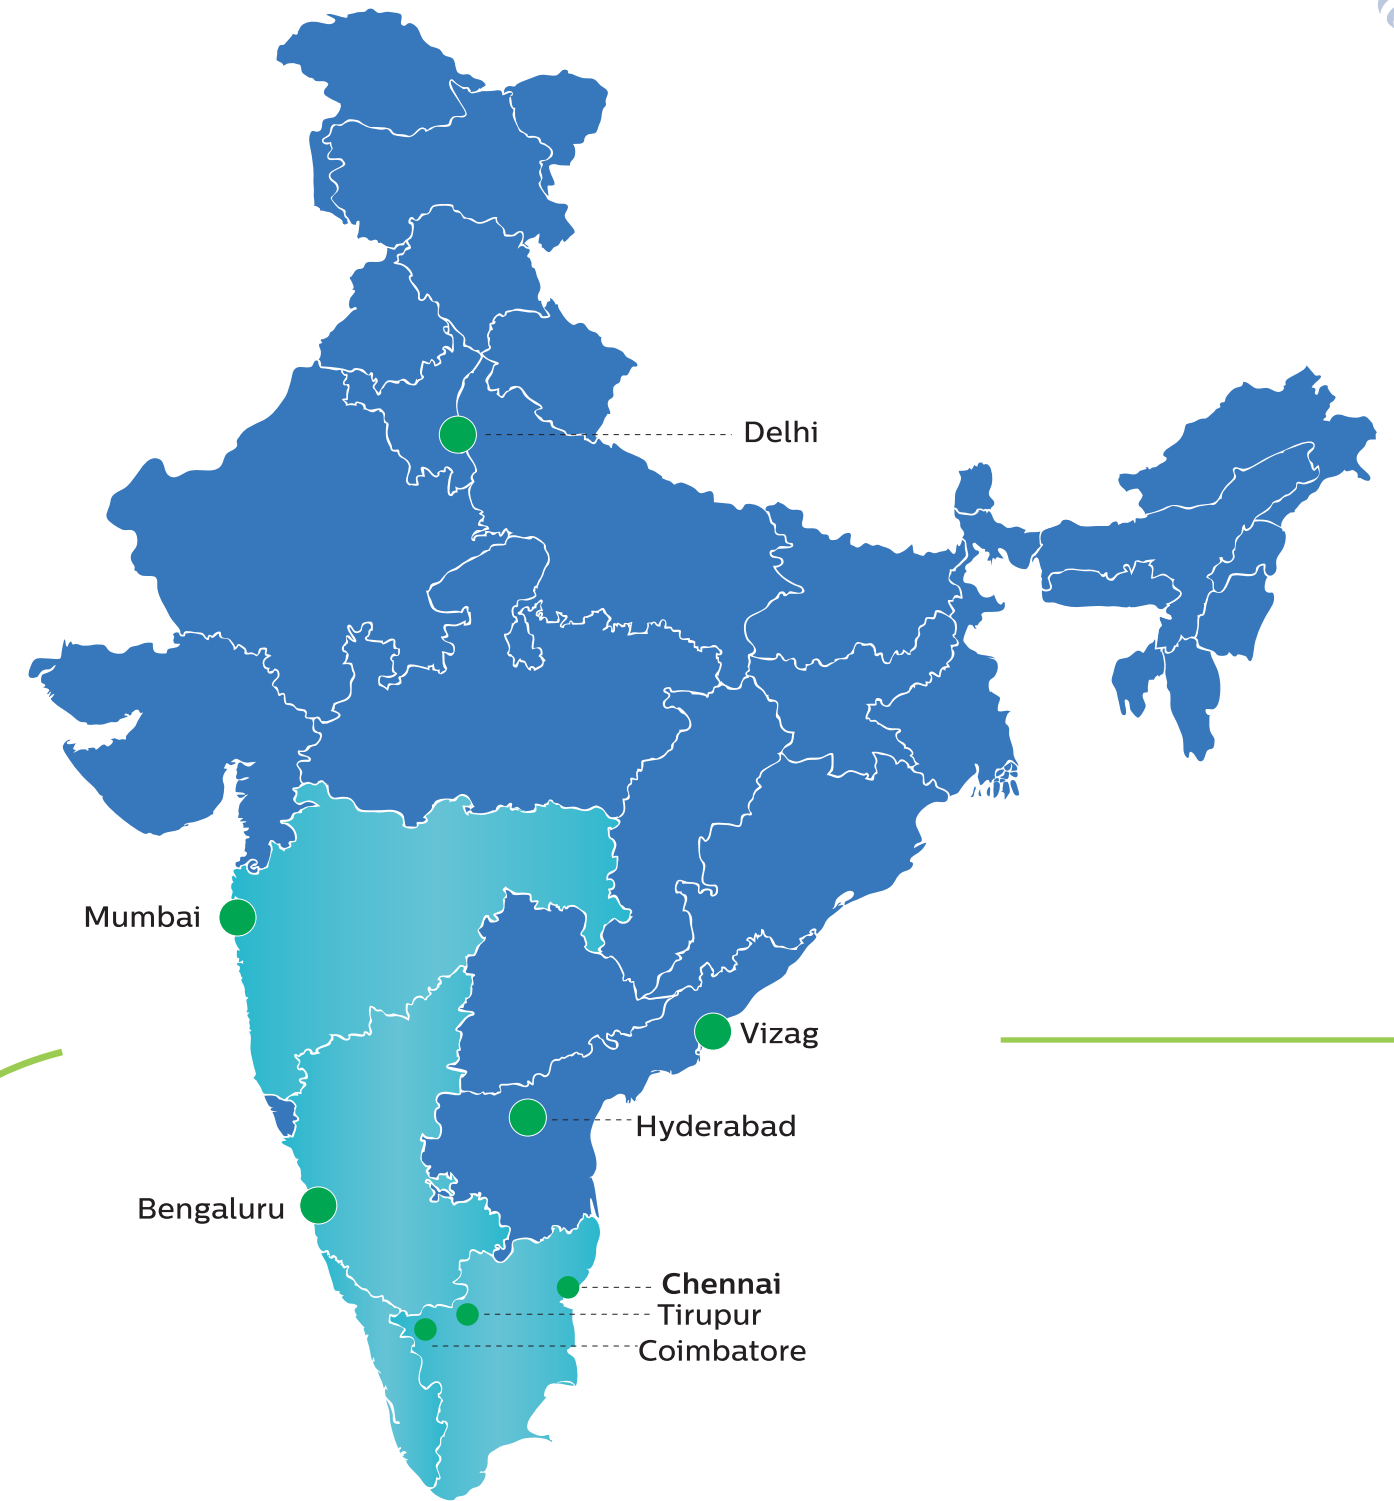 Delhi
Mumbai
Vizag
Hyderabad
Bengaluru
Chennai
Tirupur
Coimbatore